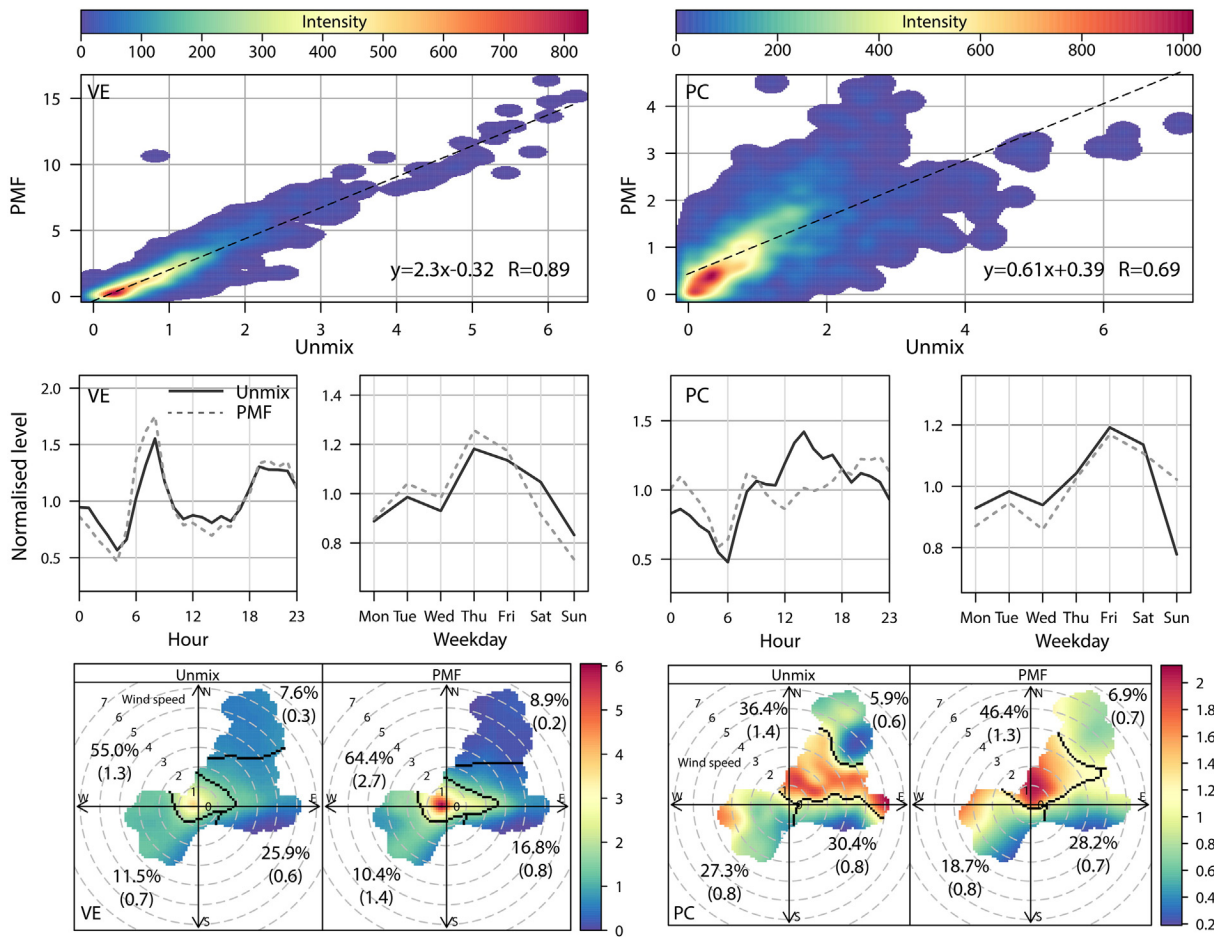 Intensity
0 100 200 300 400 500 600 700 800
VE
15
10
5
0
PMF
y=2.3x-0.32 R=0.89
0 1 2 3 4 5 6
Unmix
Intensity
0 200 400 600 800 1000
PC
4
3
2
1
0
PMF
y=0.61x+0.39 R=0.69
0 2 4 6
Unmix
VE
Unmix
PMF
Normalised level
2.0
1.5
1.0
0.5
0 6 12 18 23
Hour
1.4
1.2
1.0
0.8
Mon Tue Wed Thu Fri Sat Sun
Weekday
PC
1.5
1.0
0.5
0 6 12 18 23
Hour
1.2
1.0
0.8
Mon Tue Wed Thu Fri Sat Sun
Weekday
Unmix
Wind speed
7
6
5
4
3
2
1
0
N
W
E
S
7.6%
(0.3)
55.0%
(1.3)
25.9%
(0.6)
11.5%
(0.7)
VE
PMF
7
6
5
4
3
2
1
0
N
W
E
S
8.9%
(0.2)
64.4%
(2.7)
16.8%
(0.8)
10.4%
(1.4)
6
5
4
3
2
1
0
Unmix
7
6
5
4
3
2
1
0
Wind speed
N
W
E
S
5.9%
(0.6)
36.4%
(1.4)
30.4%
(0.8)
27.3%
(0.8)
PC
PMF
7
6
5
4
3
2
1
0
N
W
E
S
6.9%
(0.7)
46.4%
(1.3)
28.2%
(0.7)
18.7%
(0.8)
2
1.8
1.6
1.4
1.2
1
0.8
0.6
0.4
0.2